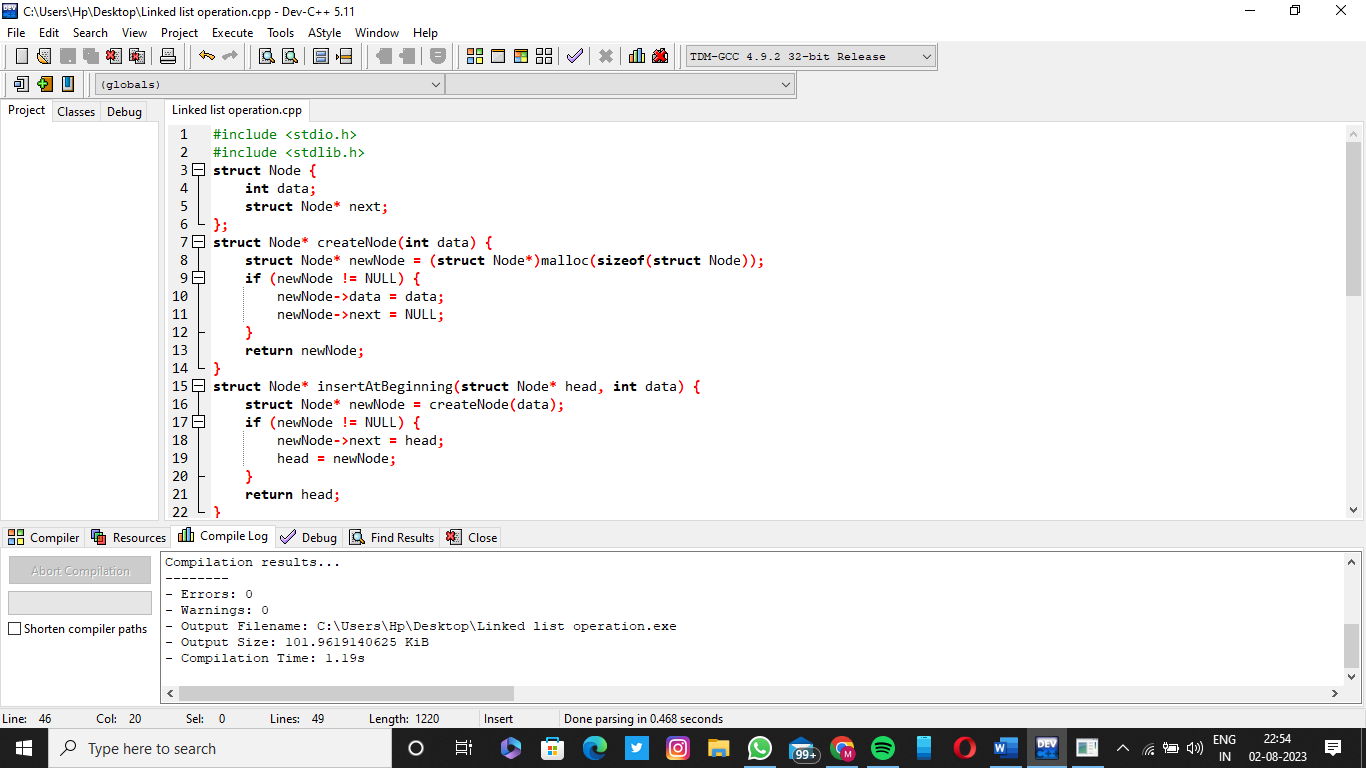 C:\Users\Hp\Desktop\Linked list operation.cpp - Dev-C++ 5.11
File Edit Search View Project Execute Tools AStyle Window Help
TDM-GCC 4.9.2 32-bit Release
(globals)
Project Classes Debug
Linked list operation.cpp
1 #include <stdio.h>
2 #include <stdlib.h>
3 struct Node {
4 int data;
5 struct Node* next;
6 };
7 struct Node* createNode(int data) {
8 struct Node* newNode = (struct Node*)malloc(sizeof(struct Node));
9 if (newNode != NULL) {
10 newNode->data = data;
11 newNode->next = NULL;
12 }
13 return newNode;
14 }
15 struct Node* insertAtBeginning(struct Node* head, int data) {
16 struct Node* newNode = createNode(data);
17 if (newNode != NULL) {
18 newNode->next = head;
19 head = newNode;
20 }
21 return head;
22 }
Compiler Resources Compile Log Debug Find Results Close
Abort Compilation
Shorten compiler paths
Compilation results...
--------
- Errors: 0
- Warnings: 0
- Output Filename: C:\Users\Hp\Desktop\Linked list operation.exe
- Output Size: 101.9619140625 KiB
- Compilation Time: 1.19s
Line: 46 Col: 20 Sel: 0 Lines: 49 Length: 1220 Insert Done parsing in 0.468 seconds
Type here to search
99+
M
W
DEV
C++
ENG
IN
22:54
02-08-2023